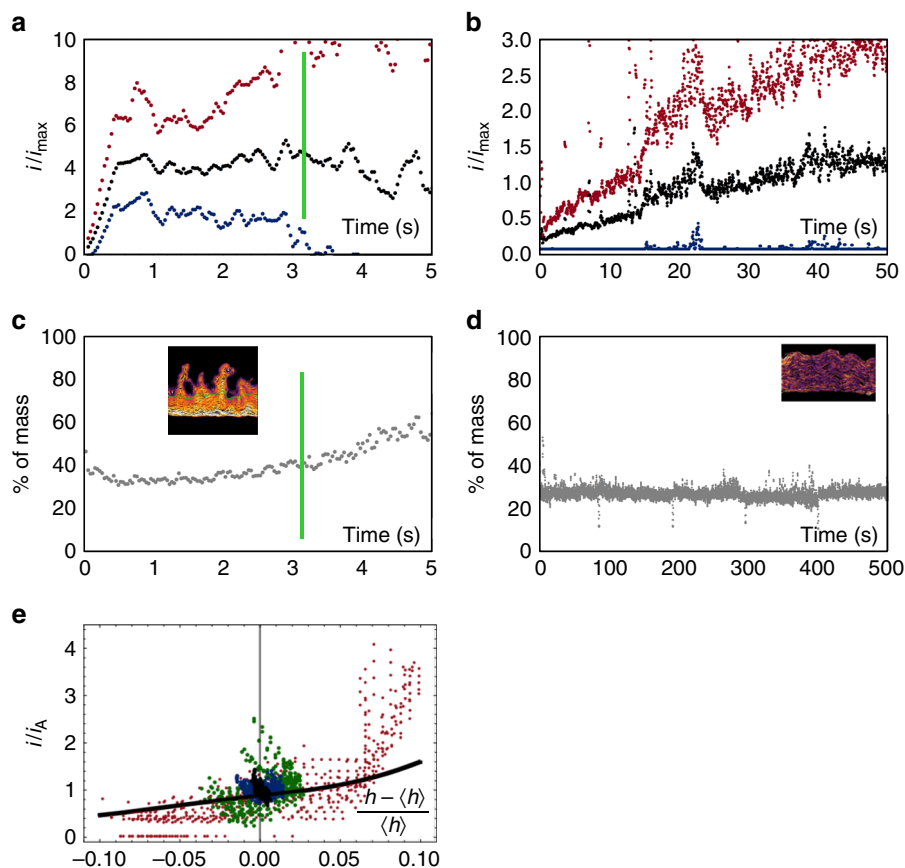 a
10
8
6
4
2
0
i/imax
Time (s)
0 1 2 3 4 5
b
3.0
2.5
2.0
1.5
1.0
0.5
0.0
i/imax
Time (s)
0 10 20 30 40 50
c
100
80
60
40
20
0
% of mass
Time (s)
0 1 2 3 4 5
d
100
80
60
40
20
0
% of mass
Time (s)
0 100 200 300 400 500
e
4
3
2
1
0
i/iA
h – ⟨h⟩
⟨h⟩
–0.10 –0.05 0.00 0.05 0.10